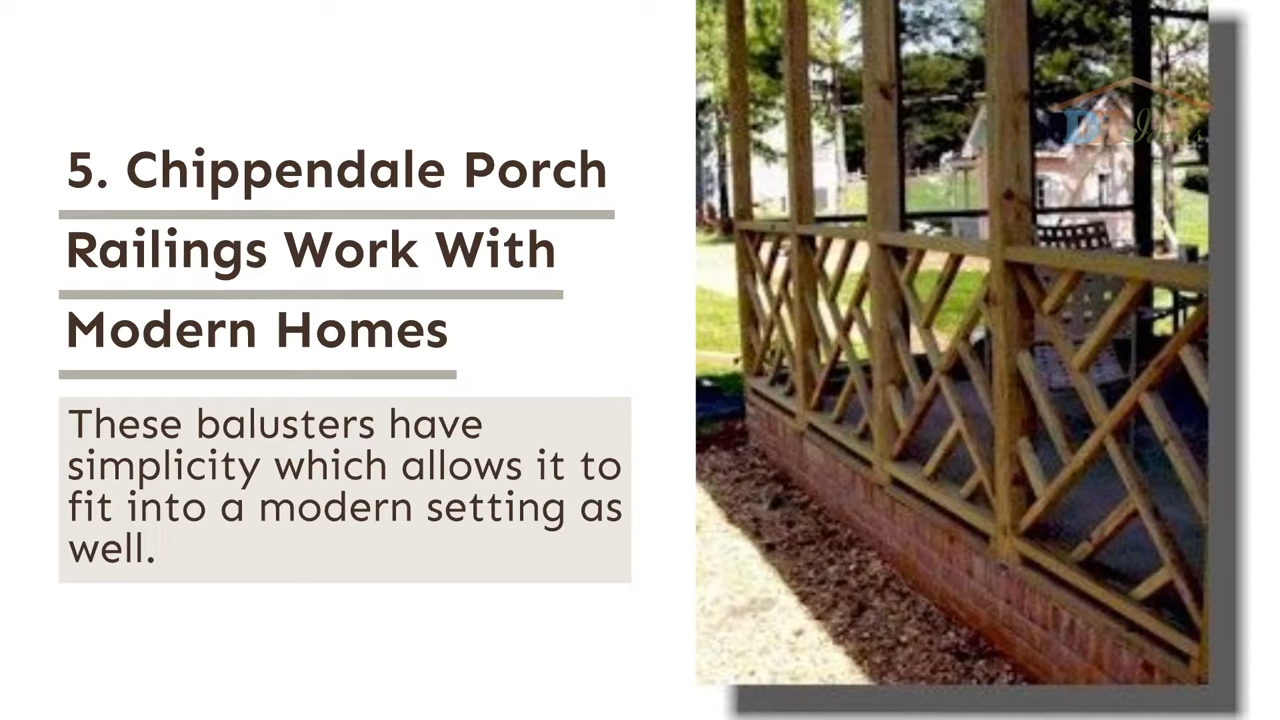 5. Chippendale Porch
Railings Work With
Modern Homes
These balusters have
simplicity which allows it to
fit into a modern setting as
well.